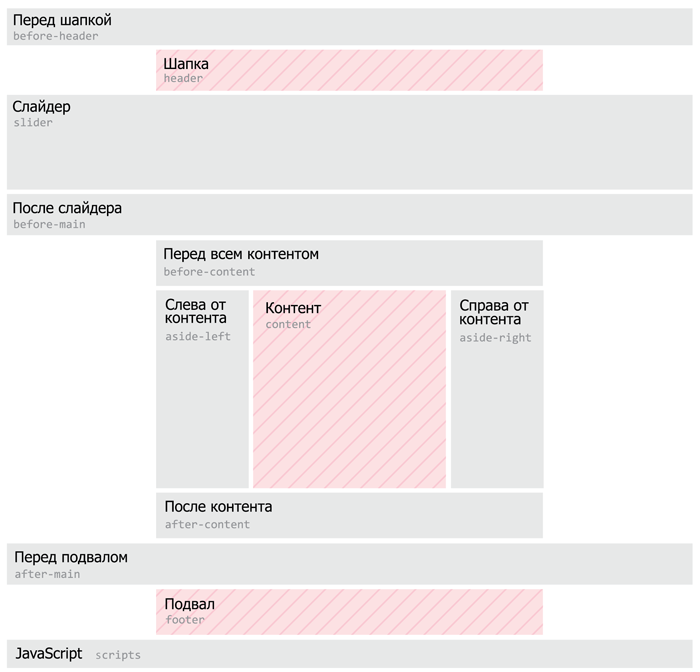 Перед шапкой
before-header
Шапка
header
Слайдер
slider
После слайдера
before-main
Перед всем контентом
before-content
Слева от
контента
aside-left
Контент
content
Справа от
контента
aside-right
После контента
after-content
Перед подвалом
after-main
Подвал
footer
JavaScript scripts